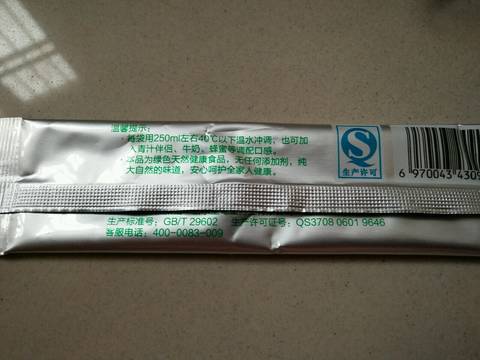 温馨提示:
每袋用250ml左右40℃以下温水冲调，也可加
入青汁伴侣、牛奶、蜂蜜等调配口感。
本品为绿色天然健康食品，无任何添加剂，纯
大自然的味道，安心呵护全家人健康。
生产许可
6 970043 4309
生产标准号：GB/T 29602 生产许可证号：QS3708 0601 9646
客服电话：400-0083-009